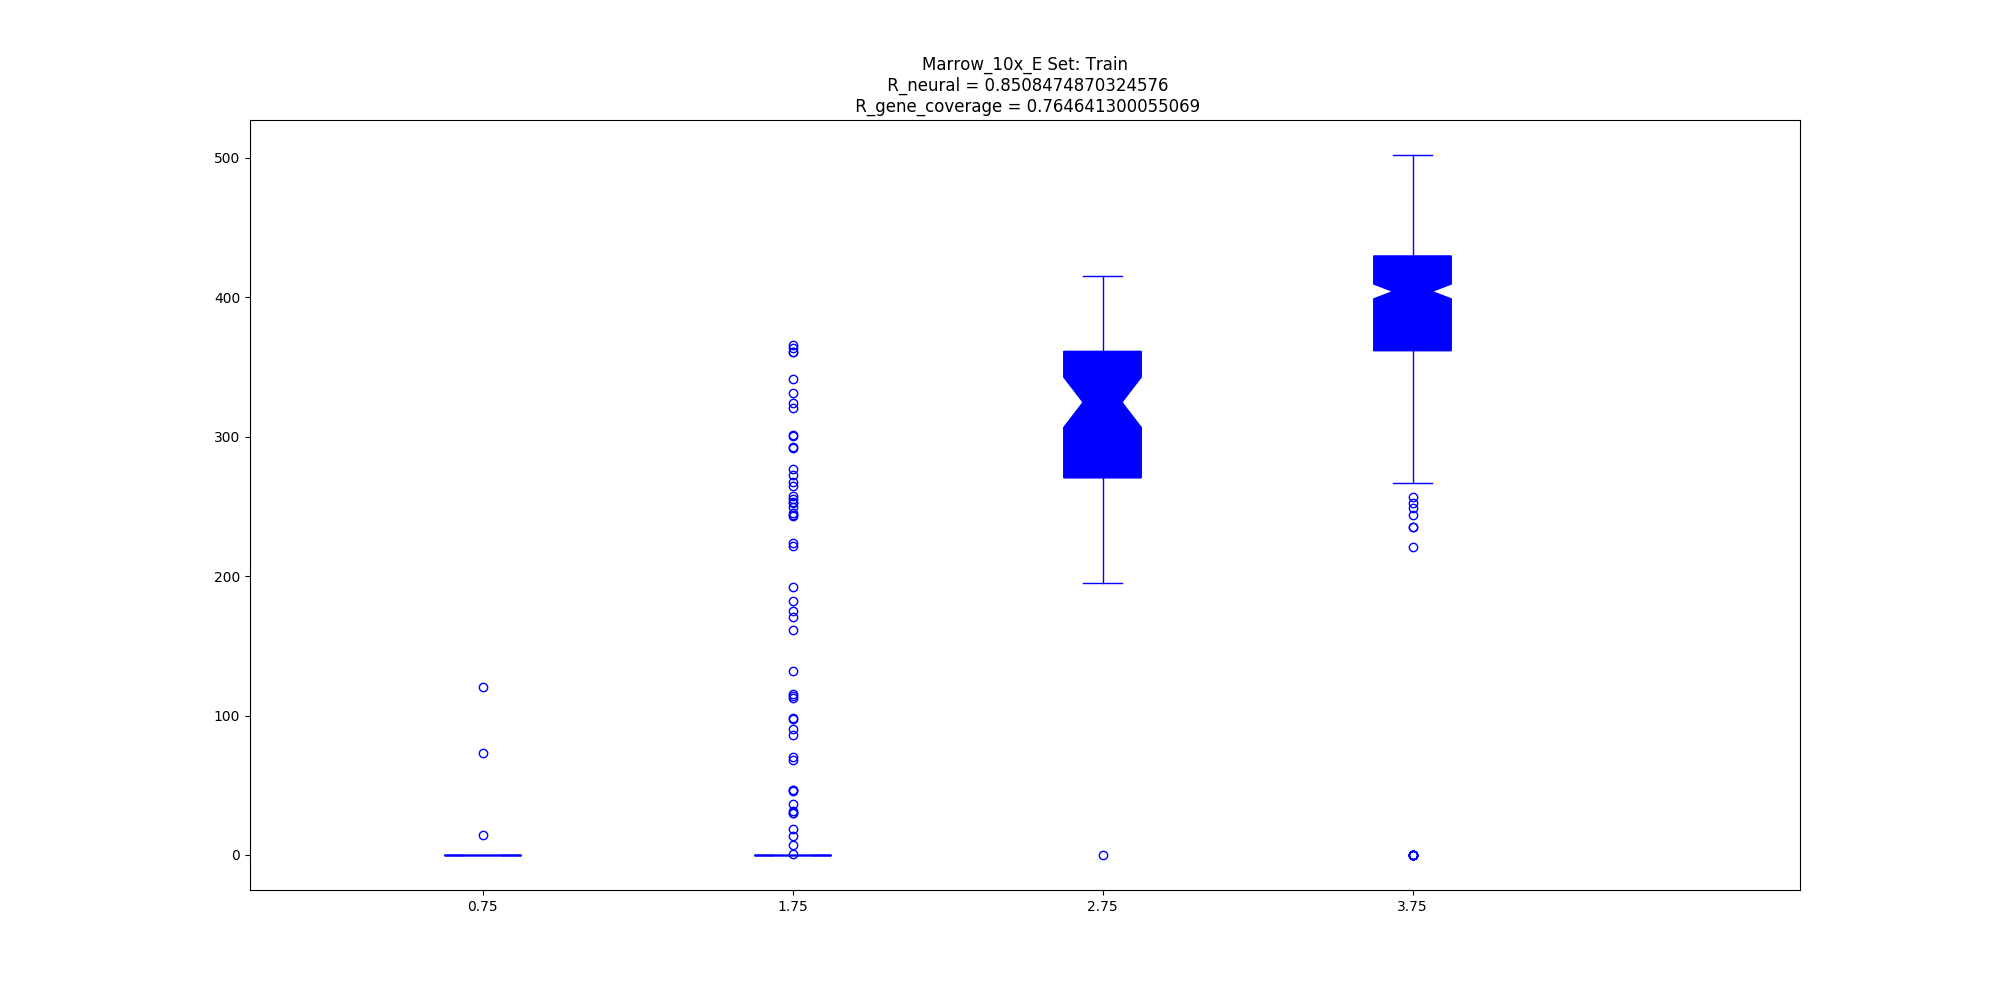 Marrow_10x_E Set: Train
R_neural = 0.8508474870324576
R_gene_coverage = 0.764641300055069
500
400
300
200
100
0
0.75 1.75 2.75 3.75